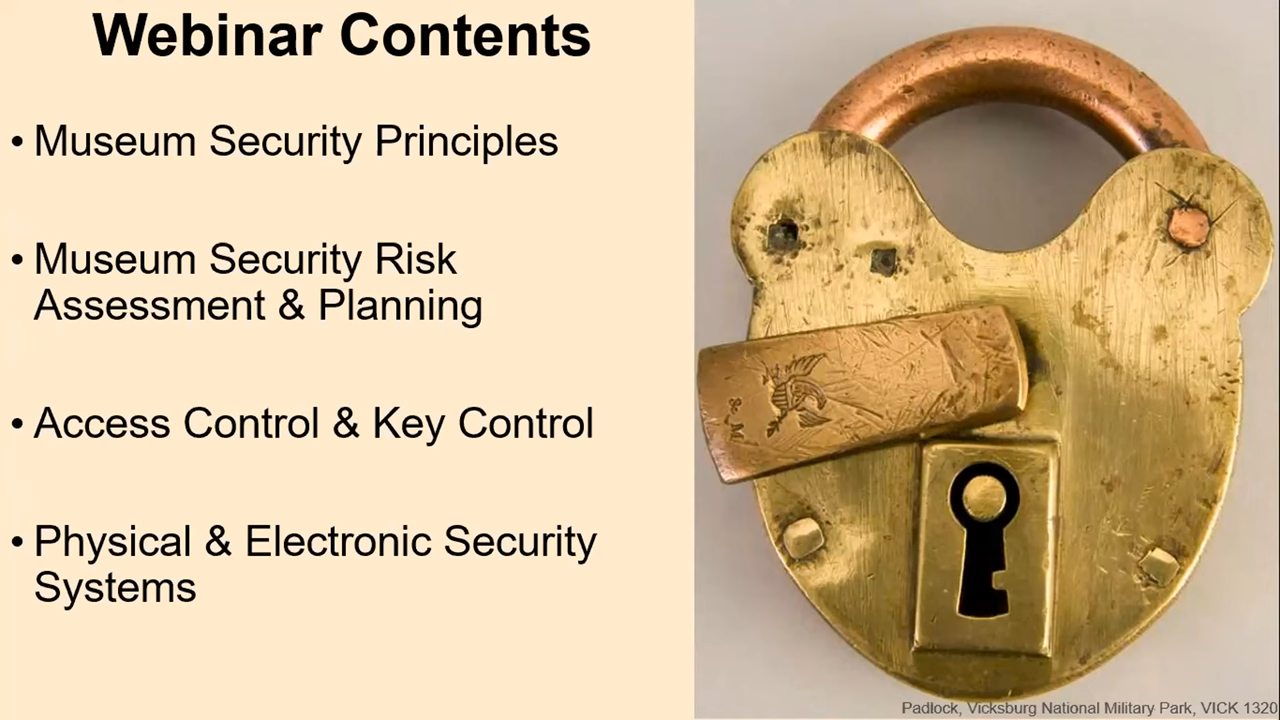 Webinar Contents
• Museum Security Principles
• Museum Security Risk
Assessment & Planning
• Access Control & Key Control
• Physical & Electronic Security
Systems
& M
Padlock, Vicksburg National Military Park, VICK 1320